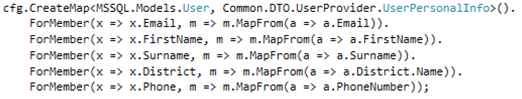 cfg.CreateMap<MSSQL.Models.User, Common.DTO.UserProvider.UserPersonalInfo>().
ForMember(x => x.Email, m => m.MapFrom(a => a.Email)).
ForMember(x => x.FirstName, m => m.MapFrom(a => a.FirstName)).
ForMember(x => x.Surname, m => m.MapFrom(a => a.Surname)).
ForMember(x => x.District, m => m.MapFrom(a => a.District.Name)).
ForMember(x => x.Phone, m => m.MapFrom(a => a.PhoneNumber));